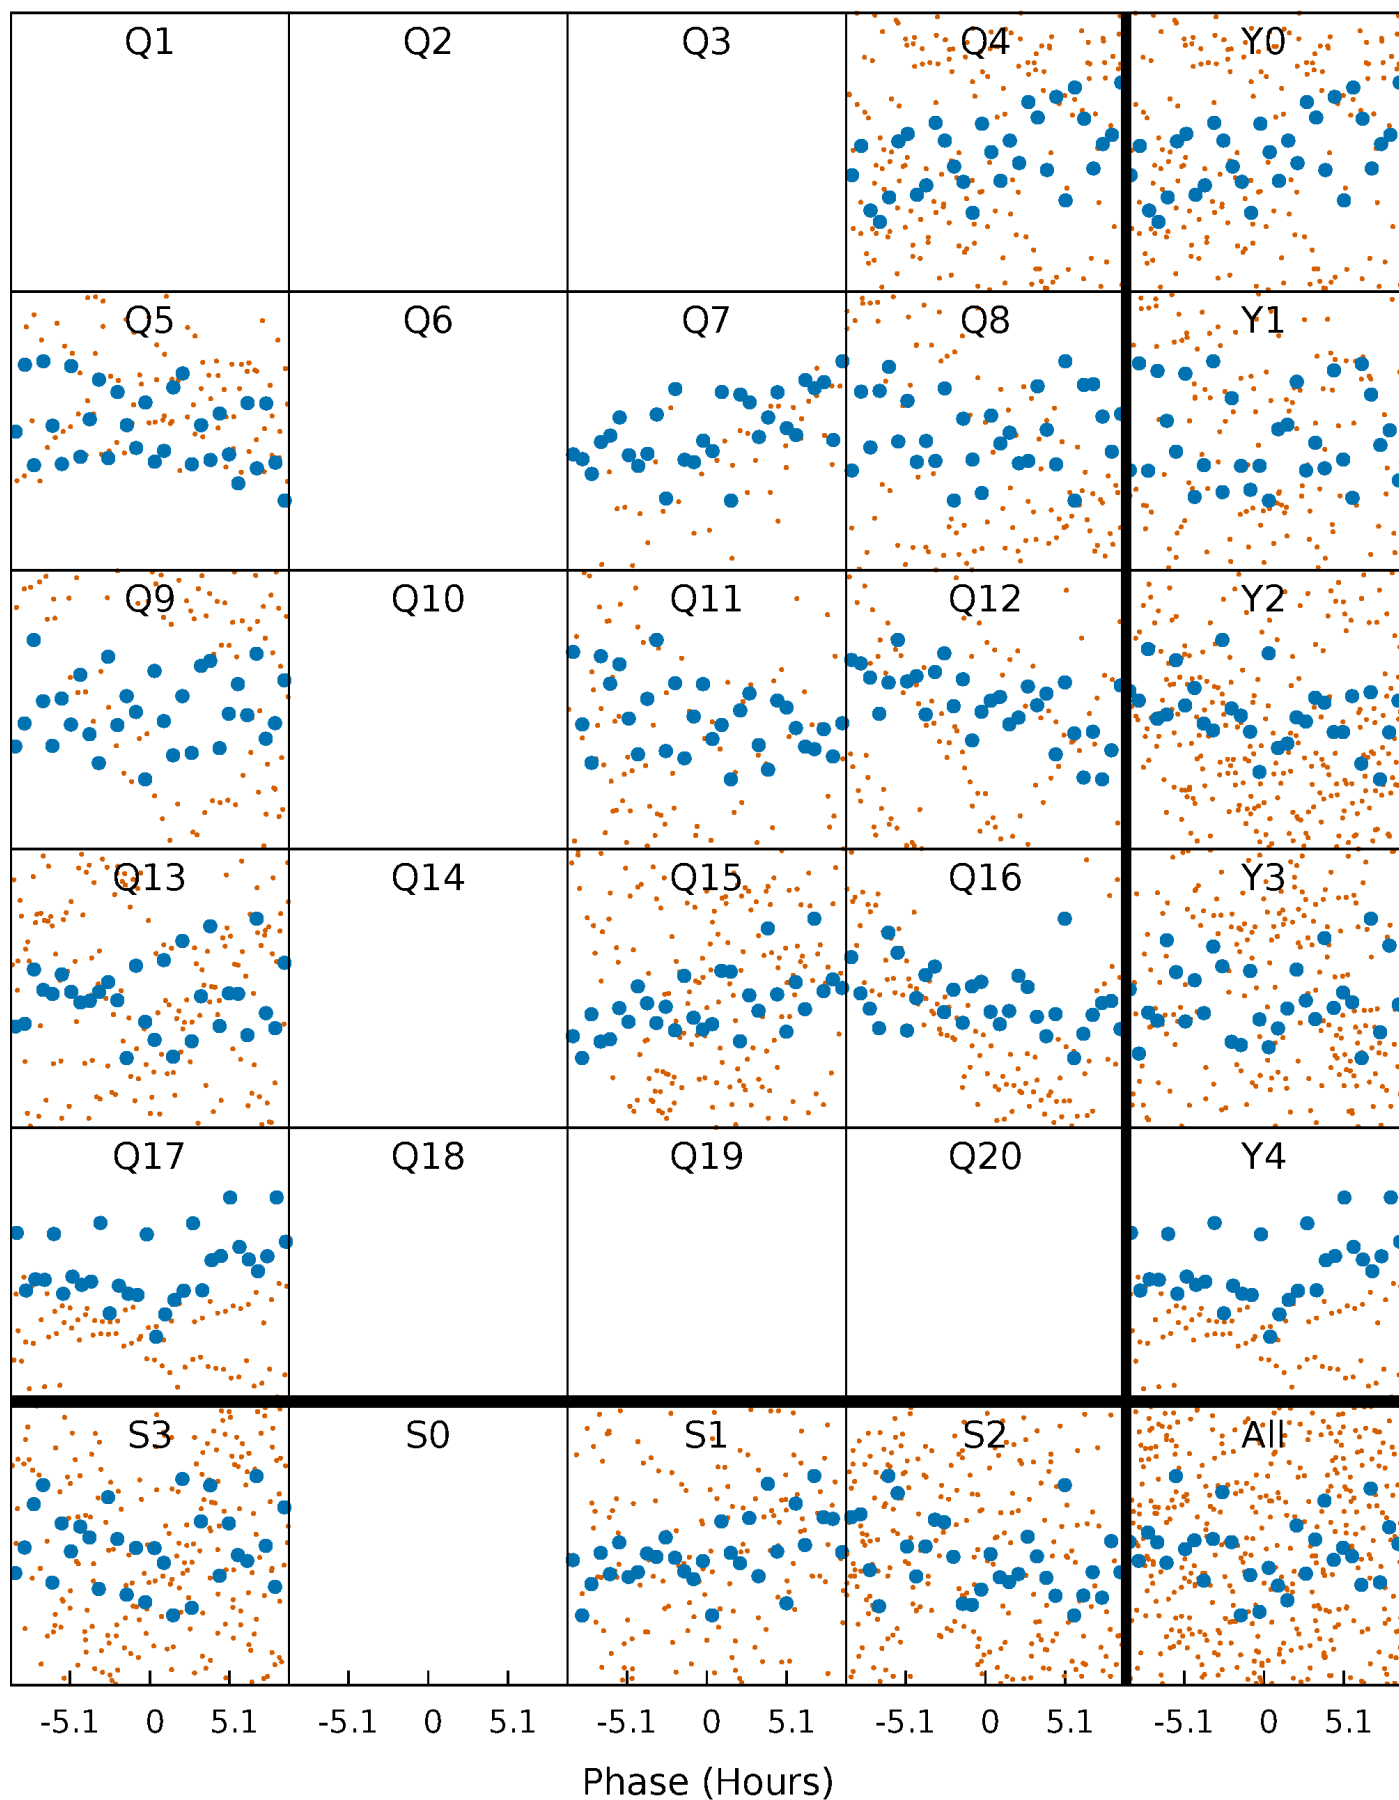 Q1 Q2 Q3 Q4 Y0
Q5 Q6 Q7 Q8 Y1
Q9 Q10 Q11 Q12 Y2
Q13 Q14 Q15 Q16 Y3
Q17 Q18 Q19 Q20 Y4
S3 S0 S1 S2 All
-5.1 0 5.1 -5.1 0 5.1 -5.1 0 5.1 -5.1 0 5.1 -5.1 0 5.1
Phase (Hours)